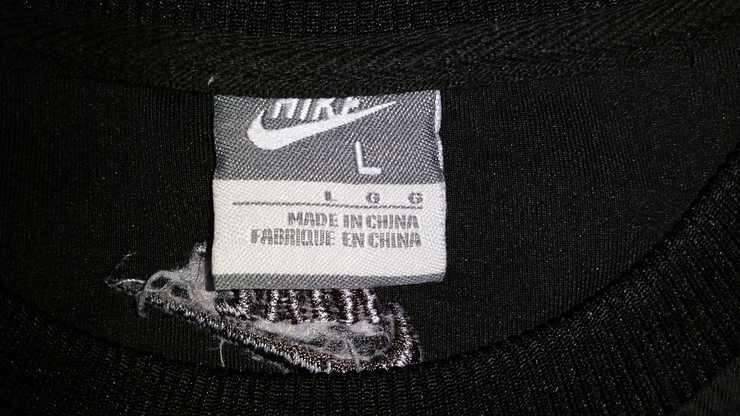 NIKE
L
L G G
MADE IN CHINA
FABRIQUE EN CHINA